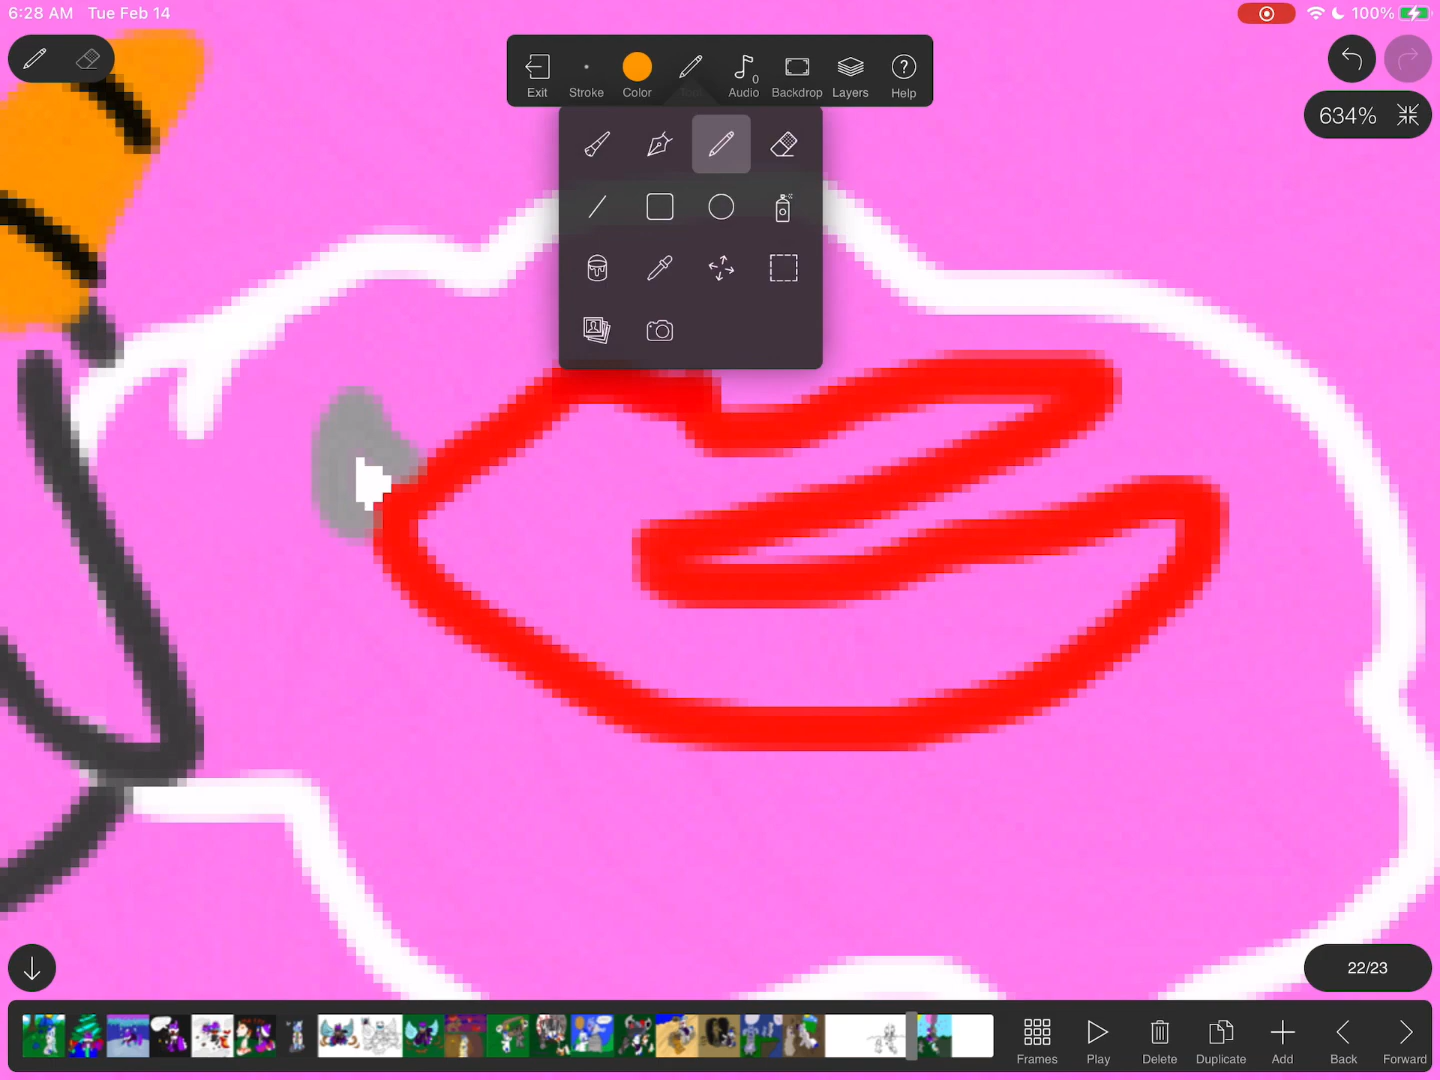 6:28 AM Tue Feb 14
100%
Exit
Stroke
Color
Audio
0
Backdrop
Layers
Help
634%
22/23
Frames
Play
Delete
Duplicate
Add
Back
Forward